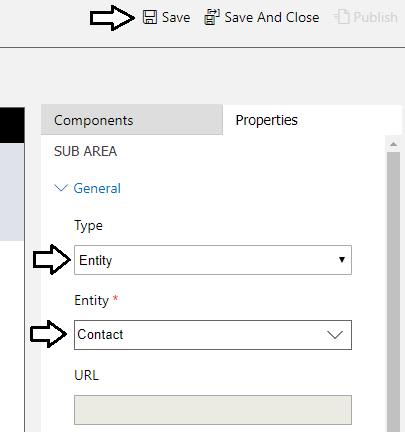 Save Save And Close Publish
Components Properties
SUB AREA
General
Type
Entity
Entity *
Contact
URL